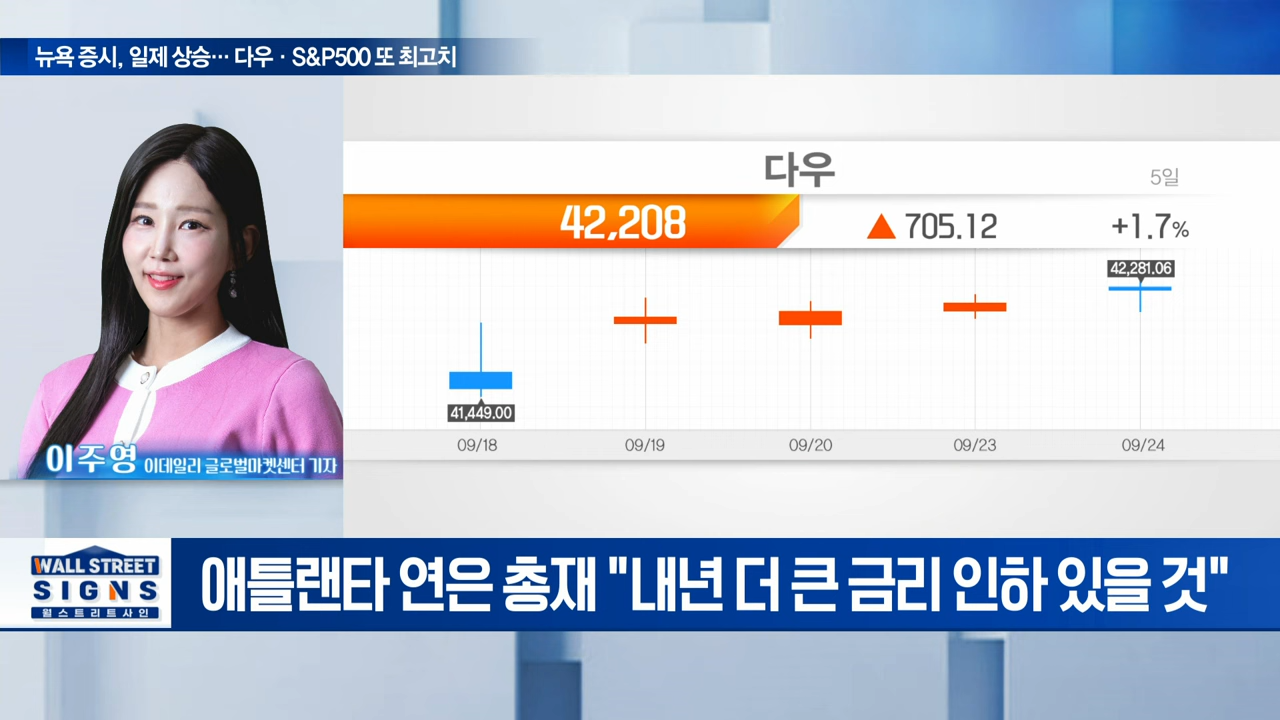 뉴욕 증시, 일제 상승… 다우 · S&P500 또 최고치
다우
5일
42,208 ▲ 705.12 +1.7%
42,281.06
41,449.00
09/18 09/19 09/20 09/23 09/24
이주영 이데일리 글로벌마켓센터 기자
WALL STREET
SIGNS
월스트리트사인
애틀랜타 연은 총재 "내년 더 큰 금리 인하 있을 것"